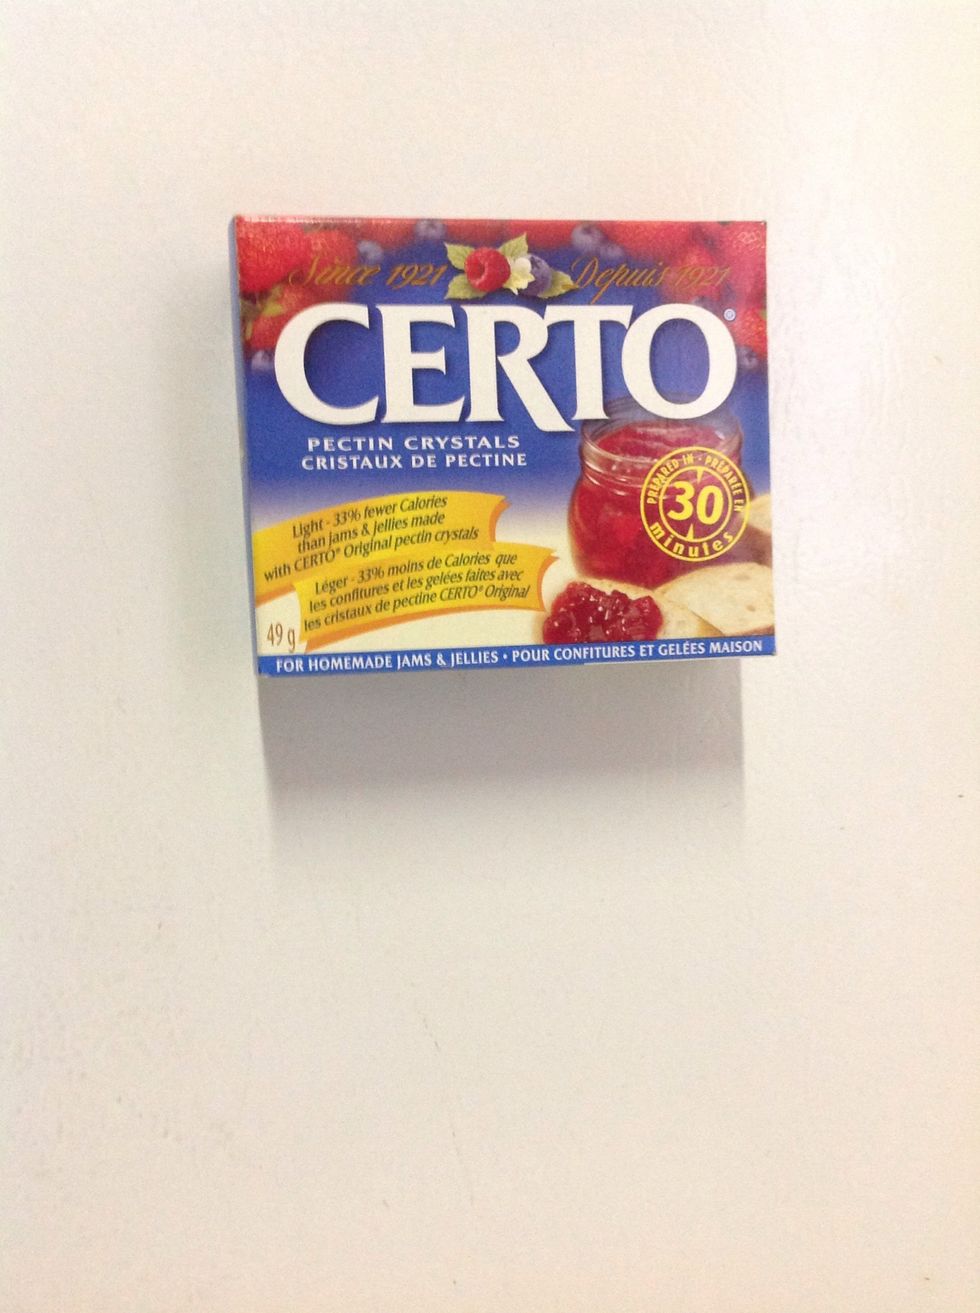 Since 1921 Depuis 1921
CERTO®
PECTIN CRYSTALS
CRISTAUX DE PECTINE
PREPARED IN • PRÉPARÉE EN
30
minutes
Light - 33% fewer Calories
than jams & jellies made
with CERTO® Original pectin crystals
Léger - 33% moins de Calories que
les confitures et les gelées faites avec
les cristaux de pectine CERTO® Original
49 g
FOR HOMEMADE JAMS & JELLIES • POUR CONFITURES ET GELÉES MAISON